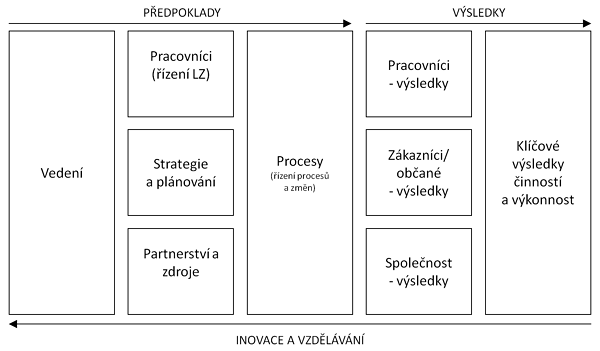 PŘEDPOKLADY
VÝSLEDKY
Vedení
Pracovníci
(řízení LZ)
Strategie
a plánování
Partnerství a
zdroje
Procesy
(řízení procesů
a změn)
Pracovníci
- výsledky
Zákazníci/
občané
- výsledky
Společnost
- výsledky
Klíčové
výsledky
činností
a výkonnost
INOVACE A VZDĚLÁVÁNÍ